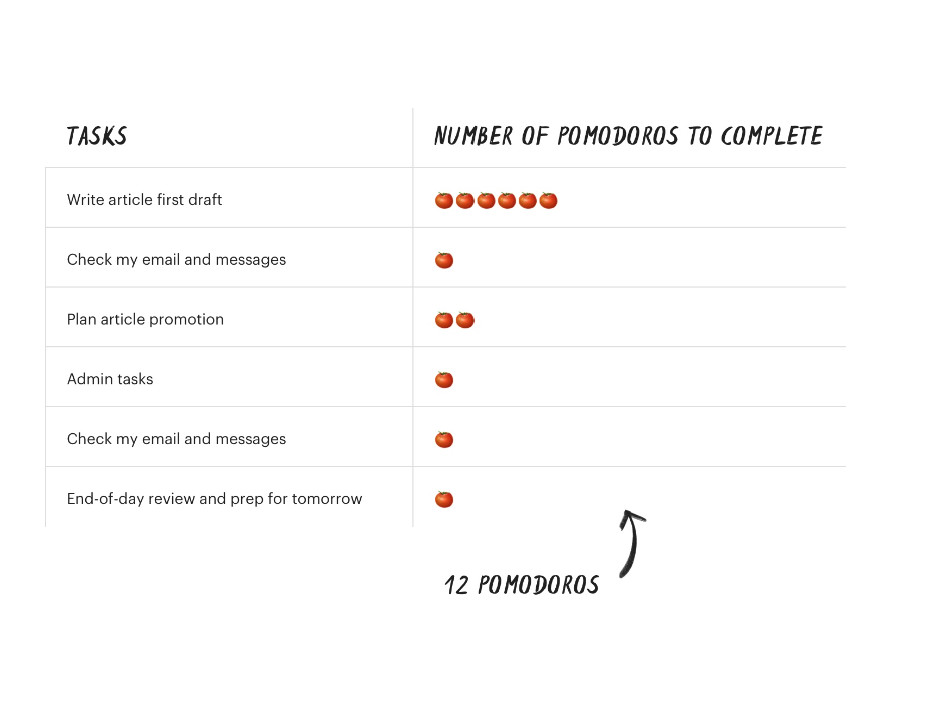 TASKS NUMBER OF POMODOROS TO COMPLETE
Write article first draft
Check my email and messages
Plan article promotion
Admin tasks
Check my email and messages
End-of-day review and prep for tomorrow
12 POMODOROS